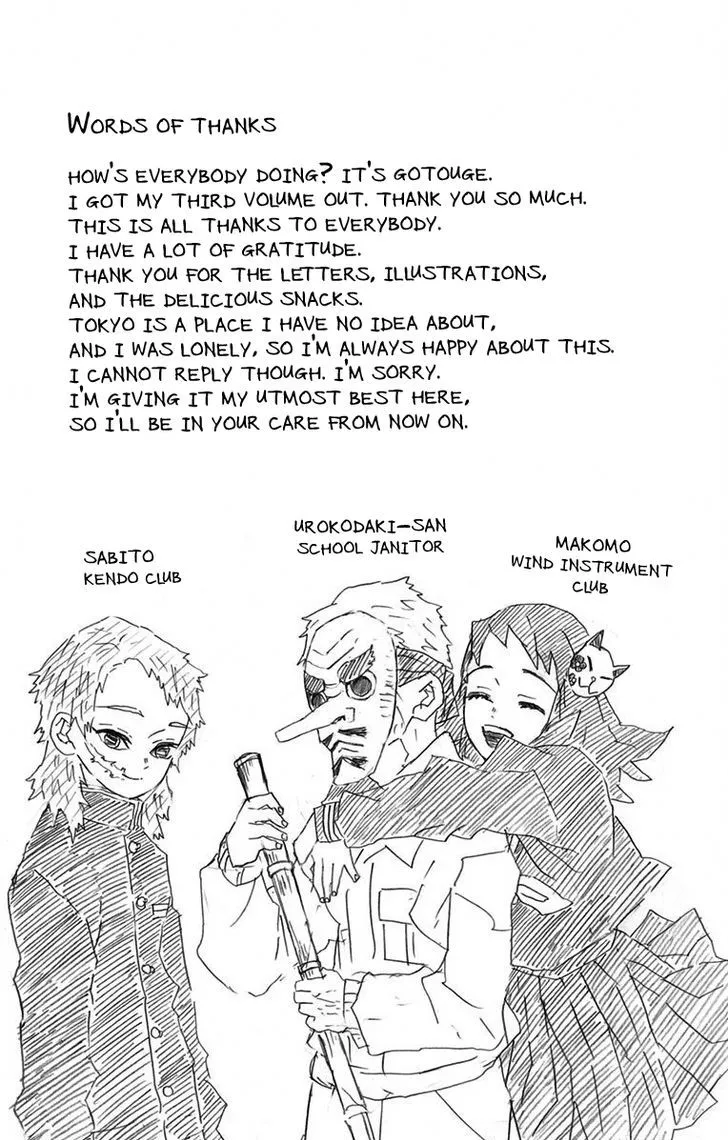 WORDS OF THANKS
HOW'S EVERYBODY DOING? IT'S GOTOUGE.
I GOT MY THIRD VOLUME OUT. THANK YOU SO MUCH.
THIS IS ALL THANKS TO EVERYBODY.
I HAVE A LOT OF GRATITUDE.
THANK YOU FOR THE LETTERS, ILLUSTRATIONS,
AND THE DELICIOUS SNACKS.
TOKYO IS A PLACE I HAVE NO IDEA ABOUT,
AND I WAS LONELY, SO I'M ALWAYS HAPPY ABOUT THIS.
I CANNOT REPLY THOUGH. I'M SORRY.
I'M GIVING IT MY UTMOST BEST HERE,
SO I'LL BE IN YOUR CARE FROM NOW ON.
SABITO
KENDO CLUB
UROKODAKI-SAN
SCHOOL JANITOR
MAKOMO
WIND INSTRUMENT
CLUB